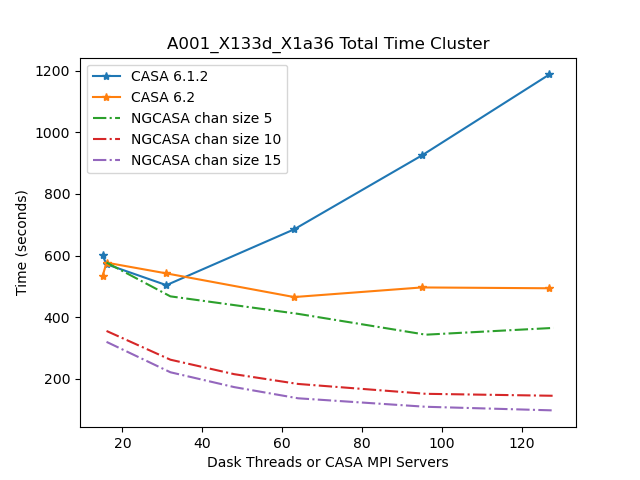 A001_X133d_X1a36 Total Time Cluster
CASA 6.1.2
CASA 6.2
NGCASA chan size 5
NGCASA chan size 10
NGCASA chan size 15
Time (seconds)
1200
1000
800
600
400
200
20 40 60 80 100 120
Dask Threads or CASA MPI Servers